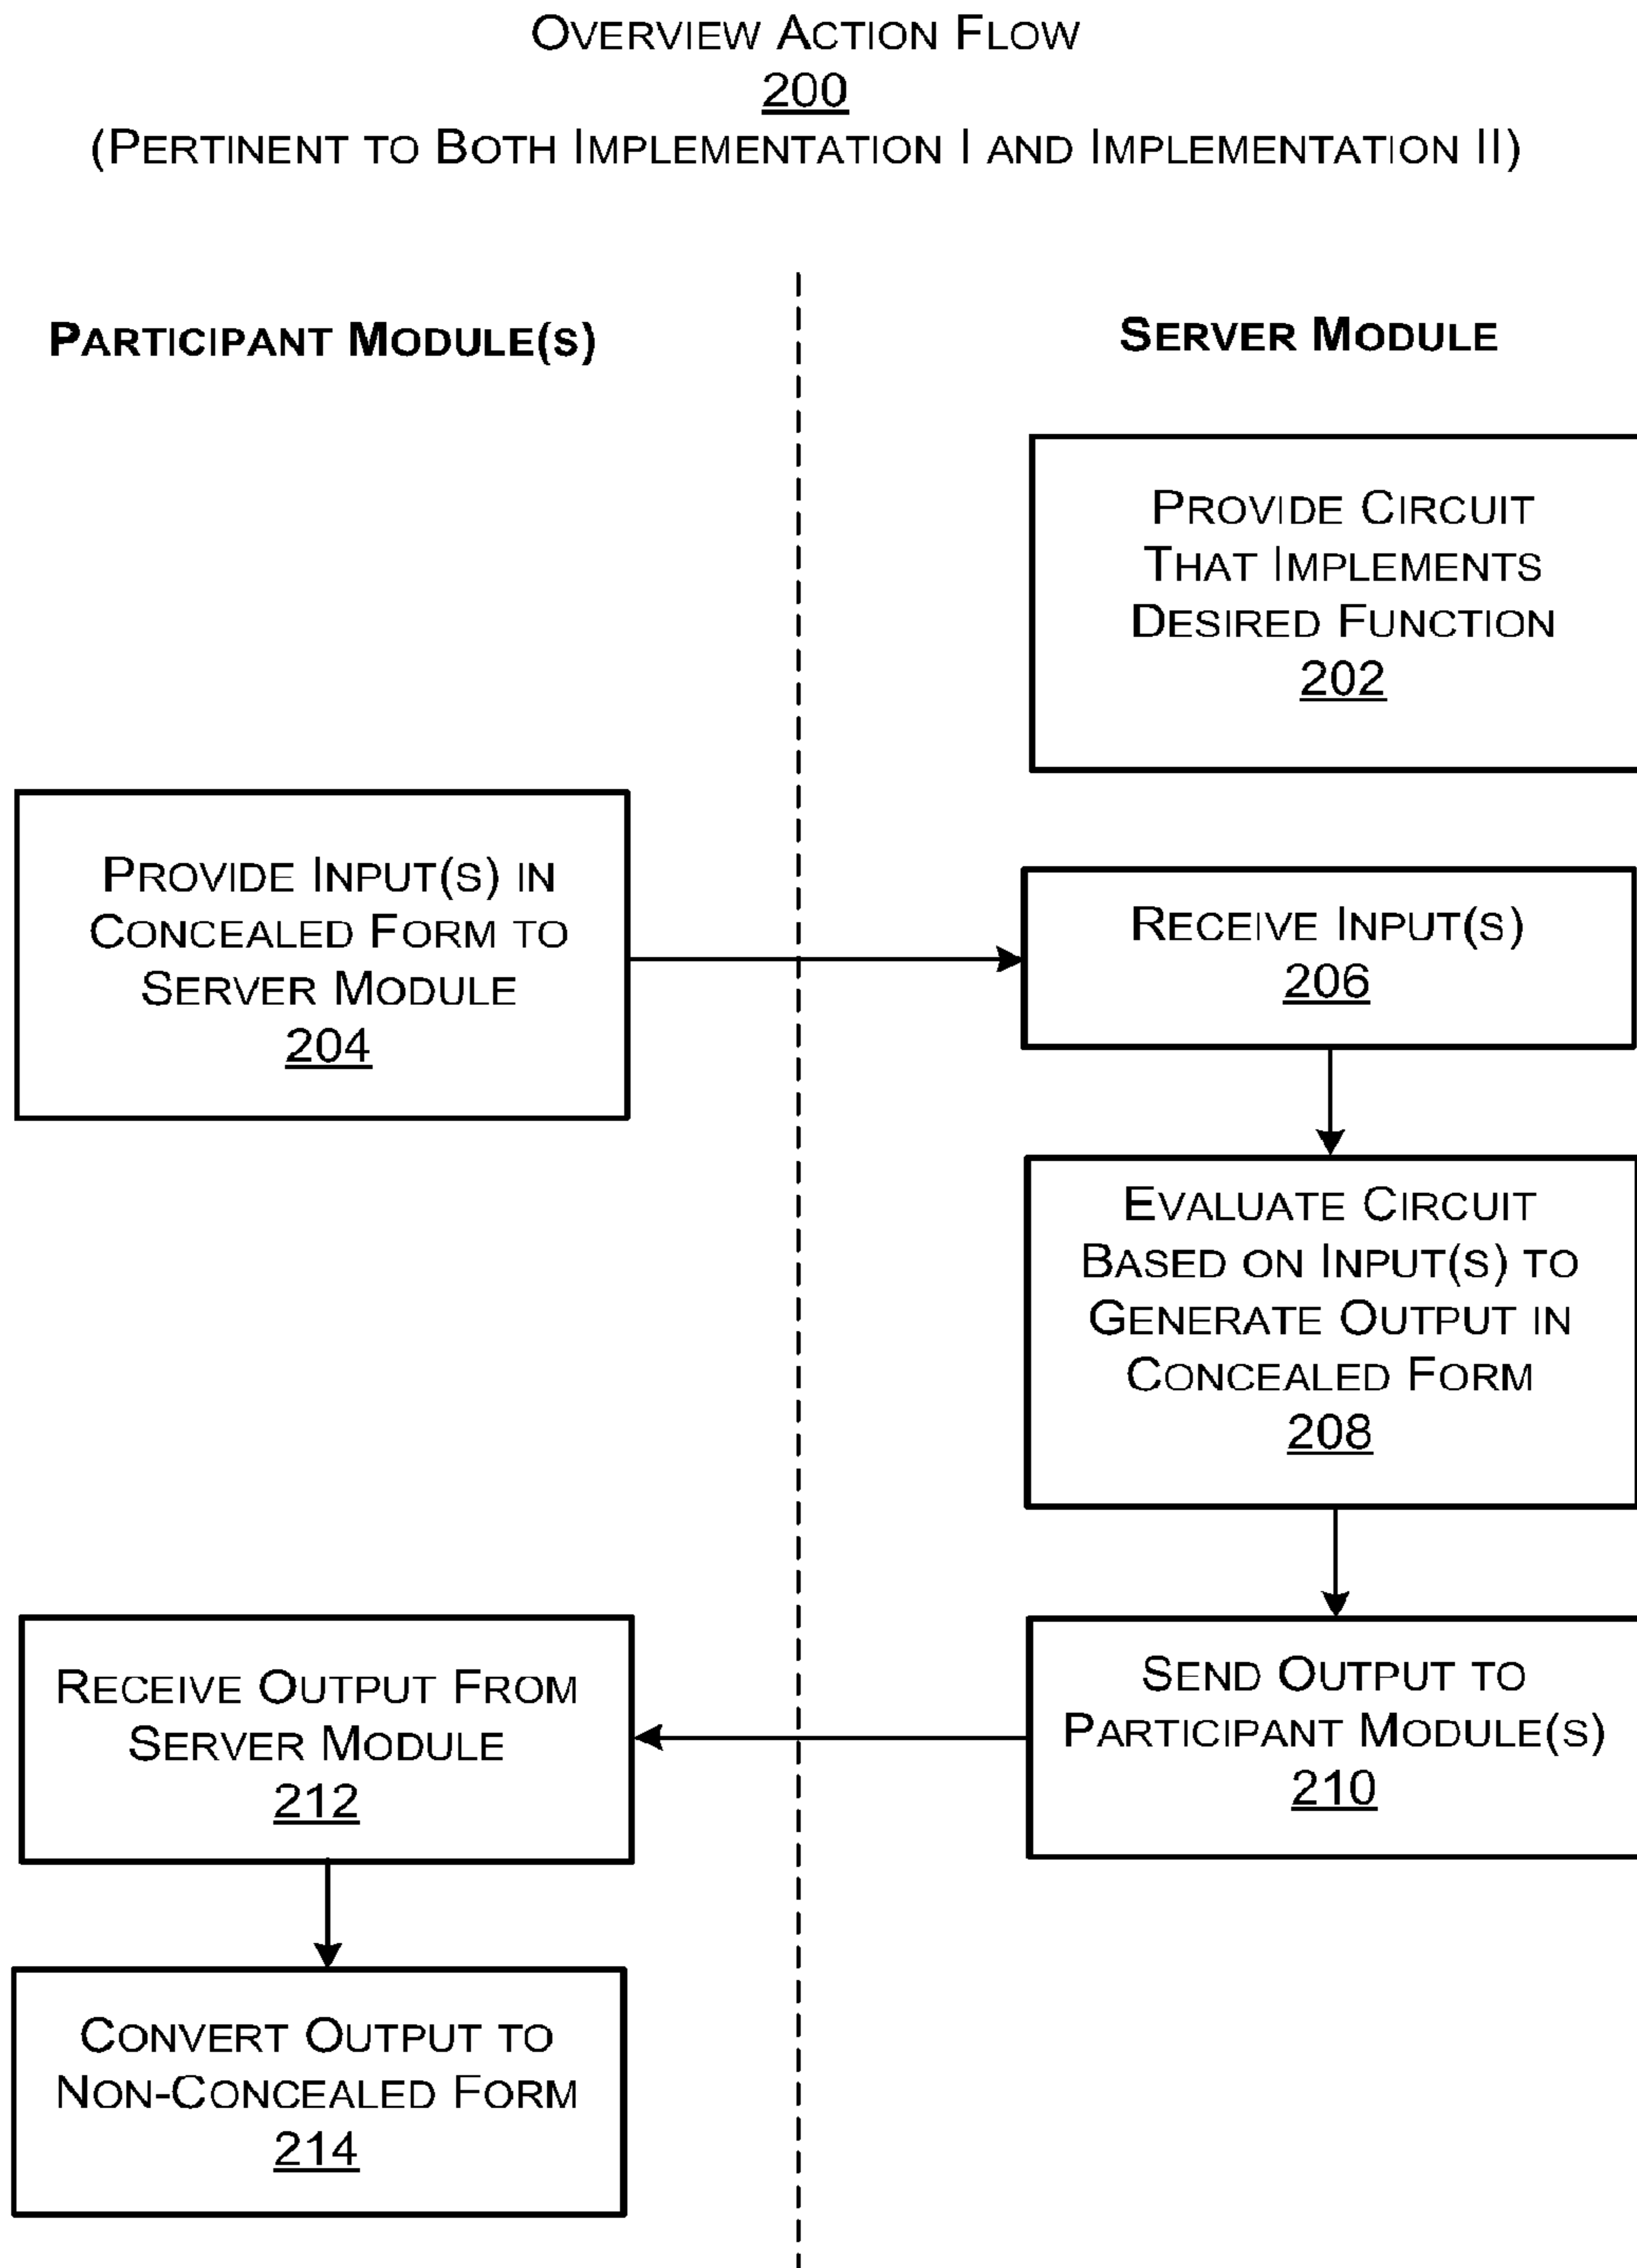 OVERVIEW ACTION FLOW
200
(PERTINENT TO BOTH IMPLEMENTATION I AND IMPLEMENTATION II)
PARTICIPANT MODULE(S)
SERVER MODULE
PROVIDE CIRCUIT
THAT IMPLEMENTS
DESIRED FUNCTION
202
PROVIDE INPUT(S) IN
CONCEALED FORM TO
SERVER MODULE
204
RECEIVE INPUT(S)
206
EVALUATE CIRCUIT
BASED ON INPUT(S) TO
GENERATE OUTPUT IN
CONCEALED FORM
208
SEND OUTPUT TO
PARTICIPANT MODULE(S)
210
RECEIVE OUTPUT FROM
SERVER MODULE
212
CONVERT OUTPUT TO
NON-CONCEALED FORM
214